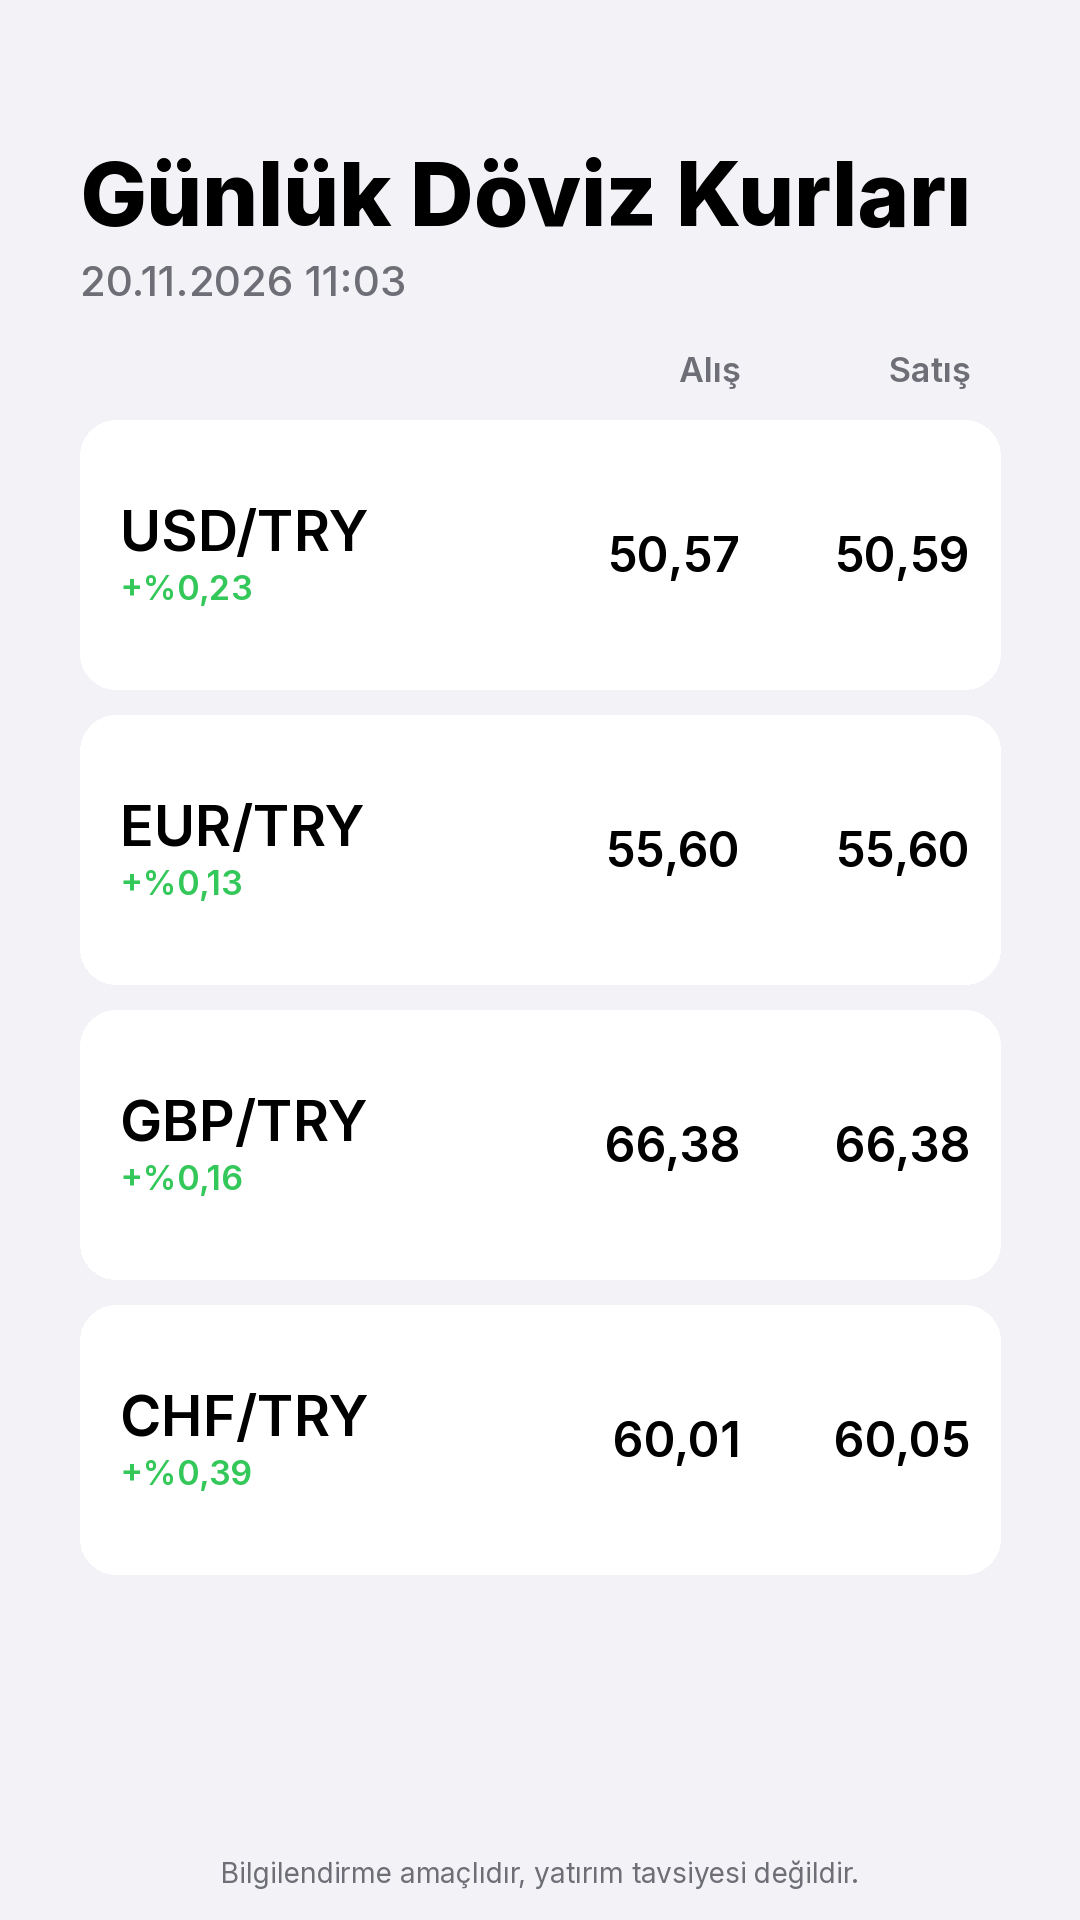 Günlük Döviz Kurları
20.11.2026 11:03
Alış Satış
USD/TRY
+%0,23
50,57 50,59
EUR/TRY
+%0,13
55,60 55,60
GBP/TRY
+%0,16
66,38 66,38
CHF/TRY
+%0,39
60,01 60,05
Bilgilendirme amaçlıdır, yatırım tavsiyesi değildir.